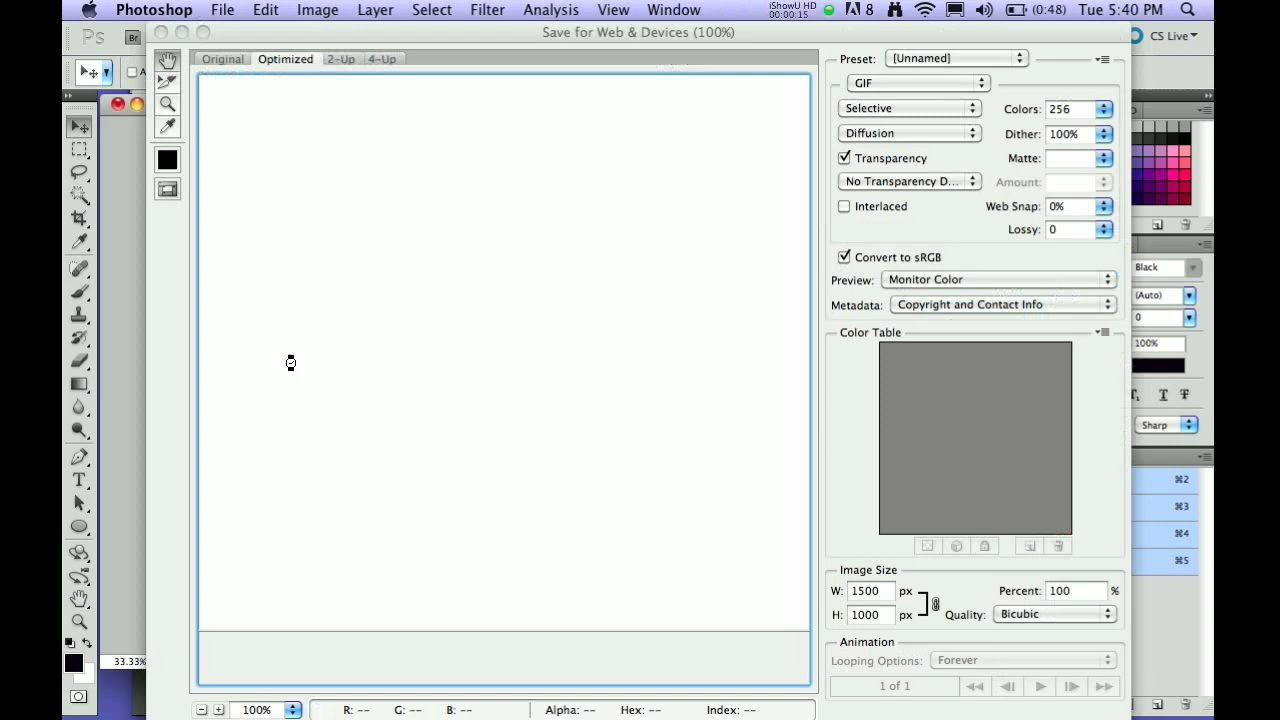 Photoshop File Edit Image Layer Select Filter Analysis View Window iShowU HD 00:00:15 8 (0:48) Tue 5:40 PM
Save for Web & Devices (100%)
Ps Br CS Live
Original Optimized 2-Up 4-Up
Preset: [Unnamed]
GIF
Selective Colors: 256
Diffusion Dither: 100%
Transparency Matte:
No Transparency D... Amount:
Interlaced Web Snap: 0%
Lossy: 0
Convert to sRGB
Preview: Monitor Color
Metadata: Copyright and Contact Info
Color Table
Black
(Auto)
0
100%
T T
Sharp
⌘2
⌘3
⌘4
⌘5
Image Size
W: 1500 px Percent: 100 %
H: 1000 px Quality: Bicubic
Animation
Looping Options: Forever
1 of 1
33.33%
100% R: -- G: -- B: -- Alpha: -- Hex: -- Index: --